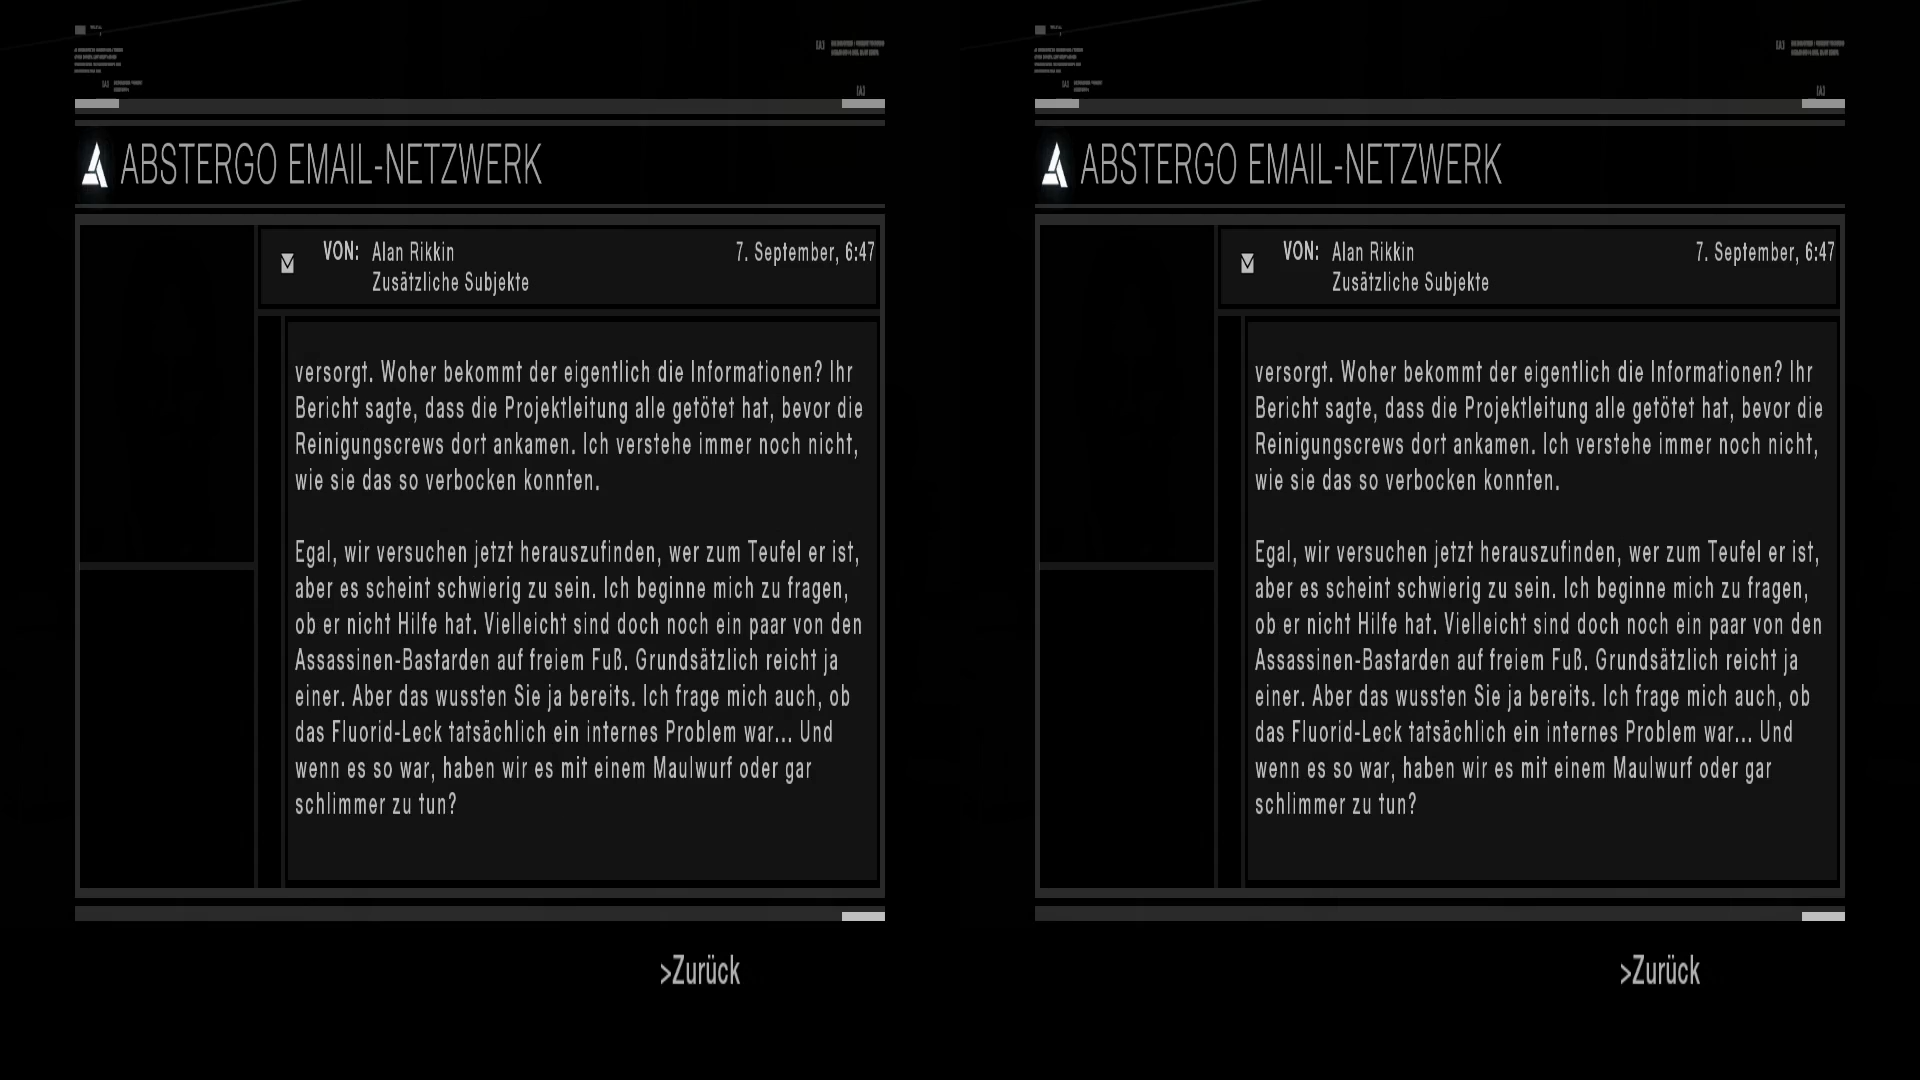 ABSTERGO EMAIL-NETZWERK
VON: Alan Rikkin 7. September, 6:47
Zusätzliche Subjekte
versorgt. Woher bekommt der eigentlich die Informationen? Ihr
Bericht sagte, dass die Projektleitung alle getötet hat, bevor die
Reinigungscrews dort ankamen. Ich verstehe immer noch nicht,
wie sie das so verbocken konnten.
Egal, wir versuchen jetzt herauszufinden, wer zum Teufel er ist,
aber es scheint schwierig zu sein. Ich beginne mich zu fragen,
ob er nicht Hilfe hat. Vielleicht sind doch noch ein paar von den
Assassinen-Bastarden auf freiem Fuß. Grundsätzlich reicht ja
einer. Aber das wussten Sie ja bereits. Ich frage mich auch, ob
das Fluorid-Leck tatsächlich ein internes Problem war... Und
wenn es so war, haben wir es mit einem Maulwurf oder gar
schlimmer zu tun?
>Zurück
ABSTERGO EMAIL-NETZWERK
VON: Alan Rikkin 7. September, 6:47
Zusätzliche Subjekte
versorgt. Woher bekommt der eigentlich die Informationen? Ihr
Bericht sagte, dass die Projektleitung alle getötet hat, bevor die
Reinigungscrews dort ankamen. Ich verstehe immer noch nicht,
wie sie das so verbocken konnten.
Egal, wir versuchen jetzt herauszufinden, wer zum Teufel er ist,
aber es scheint schwierig zu sein. Ich beginne mich zu fragen,
ob er nicht Hilfe hat. Vielleicht sind doch noch ein paar von den
Assassinen-Bastarden auf freiem Fuß. Grundsätzlich reicht ja
einer. Aber das wussten Sie ja bereits. Ich frage mich auch, ob
das Fluorid-Leck tatsächlich ein internes Problem war... Und
wenn es so war, haben wir es mit einem Maulwurf oder gar
schlimmer zu tun?
>Zurück